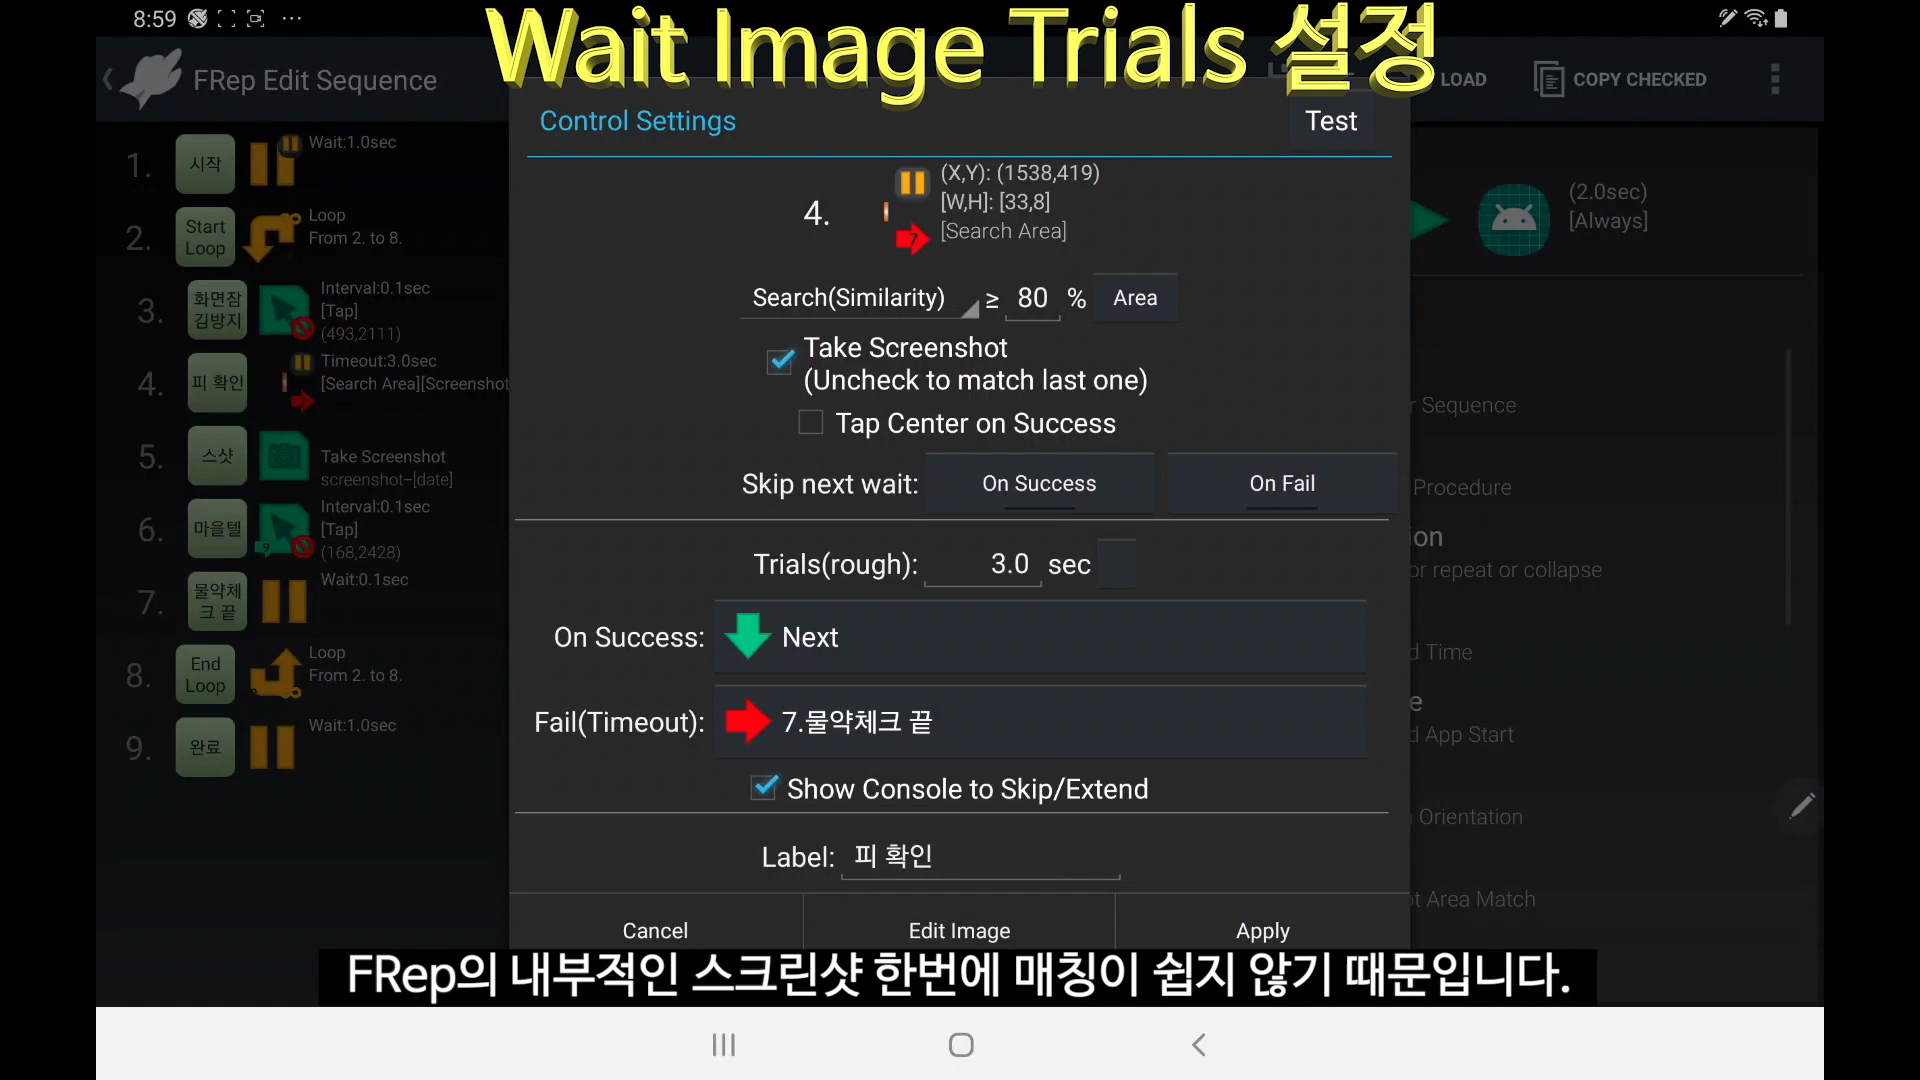 8:59
Wait Image Trials 설정
FRep Edit Sequence
LOAD
COPY CHECKED
1.
시작
Wait:1.0sec
2.
Start
Loop
Loop
From 2. to 8.
3.
화면잠
김방지
Interval:0.1sec
[Tap]
(493,2111)
4.
피 확인
Timeout:3.0sec
[Search Area][Screenshot
5.
스샷
Take Screenshot
screenshot-[date]
6.
마을텔
9
Interval:0.1sec
[Tap]
(168,2428)
7.
물약체
크 끝
Wait:0.1sec
8.
End
Loop
Loop
From 2. to 8.
9.
완료
Wait:1.0sec
Control Settings
Test
4.
7
(X,Y): (1538,419)
[W,H]: [33,8]
[Search Area]
Search(Similarity) ≥ 80 % Area
Take Screenshot
(Uncheck to match last one)
Tap Center on Success
Skip next wait: On Success On Fail
Trials(rough): 3.0 sec
On Success: Next
Fail(Timeout): 7.물약체크 끝
Show Console to Skip/Extend
Label: 피 확인
Cancel Edit Image Apply
(2.0sec)
[Always]
r Sequence
Procedure
ion
or repeat or collapse
d Time
e
d App Start
n Orientation
ot Area Match
FRep의 내부적인 스크린샷 한번에 매칭이 쉽지 않기 때문입니다.